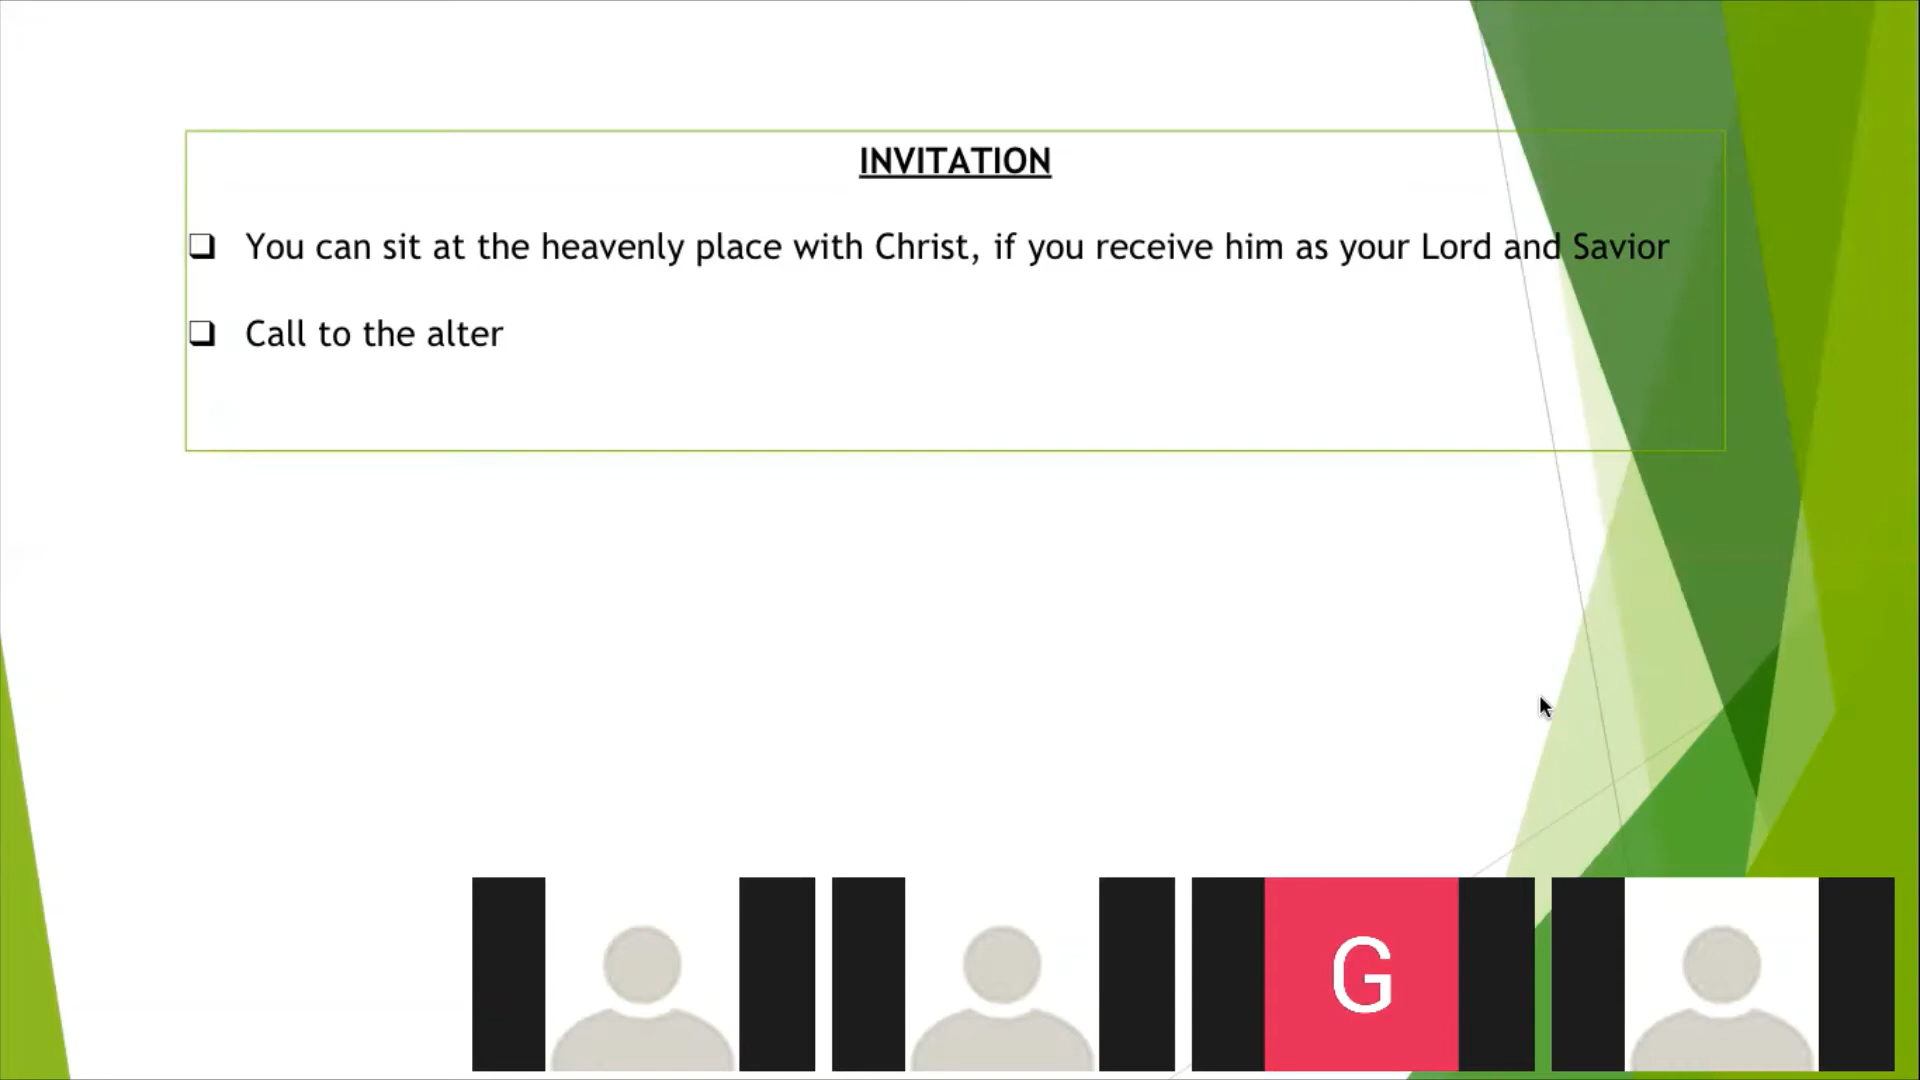 INVITATION
❑ You can sit at the heavenly place with Christ, if you receive him as your Lord and Savior
❑ Call to the alter
G